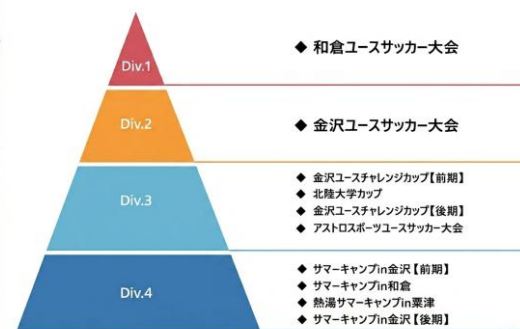 Div.1
◆ 和倉ユースサッカー大会
Div.2
◆ 金沢ユースサッカー大会
Div.3
◆ 金沢ユースチャレンジカップ【前期】
◆ 北陸大学カップ
◆ 金沢ユースチャレンジカップ【後期】
◆ アストロスポーツユースサッカー大会
Div.4
◆ サマーキャンプin金沢【前期】
◆ サマーキャンプin和倉
◆ 熱湯サマーキャンプin粟津
◆ サマーキャンプin金沢【後期】